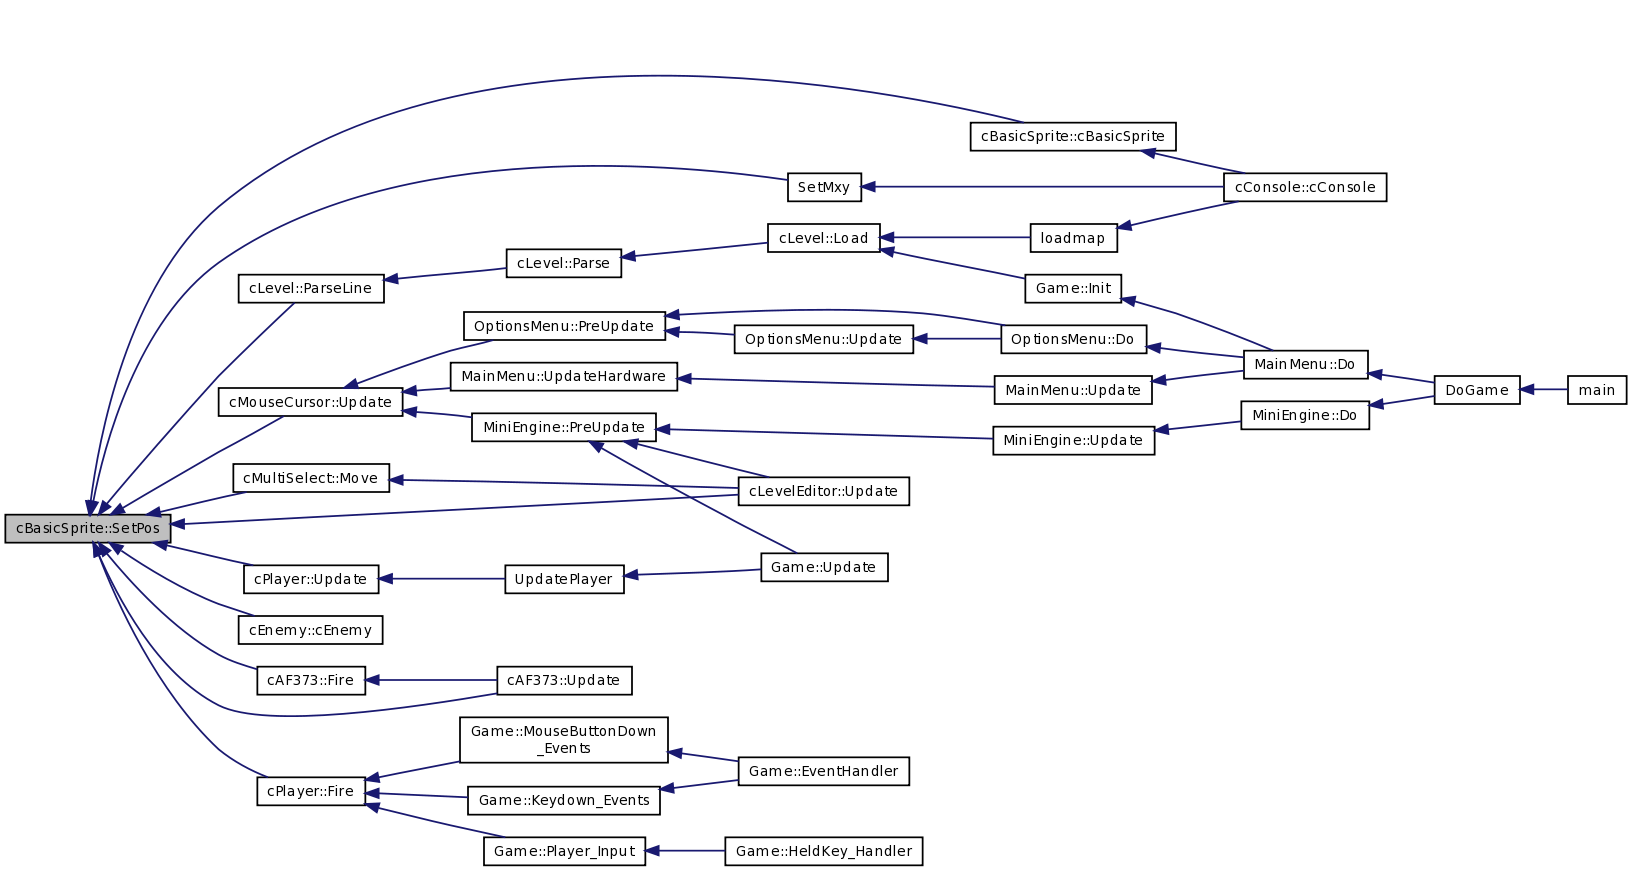 cBasicSprite::cBasicSprite
SetMxy
cConsole::cConsole
cLevel::Load
loadmap
cLevel::Parse
cLevel::ParseLine
Game::Init
OptionsMenu::PreUpdate
OptionsMenu::Update
OptionsMenu::Do
MainMenu::Do
MainMenu::UpdateHardware
MainMenu::Update
DoGame
main
cMouseCursor::Update
MiniEngine::PreUpdate
MiniEngine::Do
MiniEngine::Update
cMultiSelect::Move
cLevelEditor::Update
cBasicSprite::SetPos
Game::Update
cPlayer::Update
UpdatePlayer
cEnemy::cEnemy
cAF373::Fire
cAF373::Update
Game::MouseButtonDown
_Events
Game::EventHandler
cPlayer::Fire
Game::Keydown_Events
Game::Player_Input
Game::HeldKey_Handler